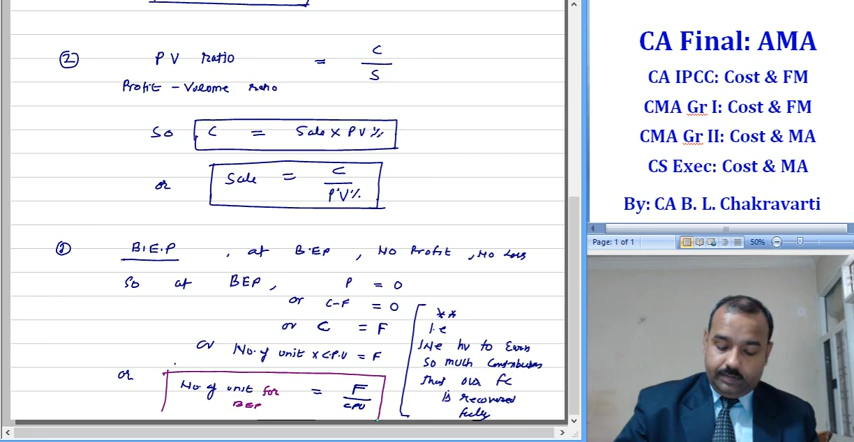 ② PV ratio = C/S
Profit - Volume ratio
So C = Sale x PV%
or Sale = C/PV%
③ B.E.P, at B.E.P, No Profit, No Loss
So at BEP, P = 0
or C-F = 0
or C = F
or No. of unit x C.P.U = F
or No of unit for BEP = F/CPU
**
i.e
We hv to Earn
So much Contribution
that our FC
is recovered
fully
CA Final: AMA
CA IPCC: Cost & FM
CMA Gr I: Cost & FM
CMA Gr II: Cost & MA
CS Exec: Cost & MA
By: CA B. L. Chakravarti
Page: 1 of 1
50%